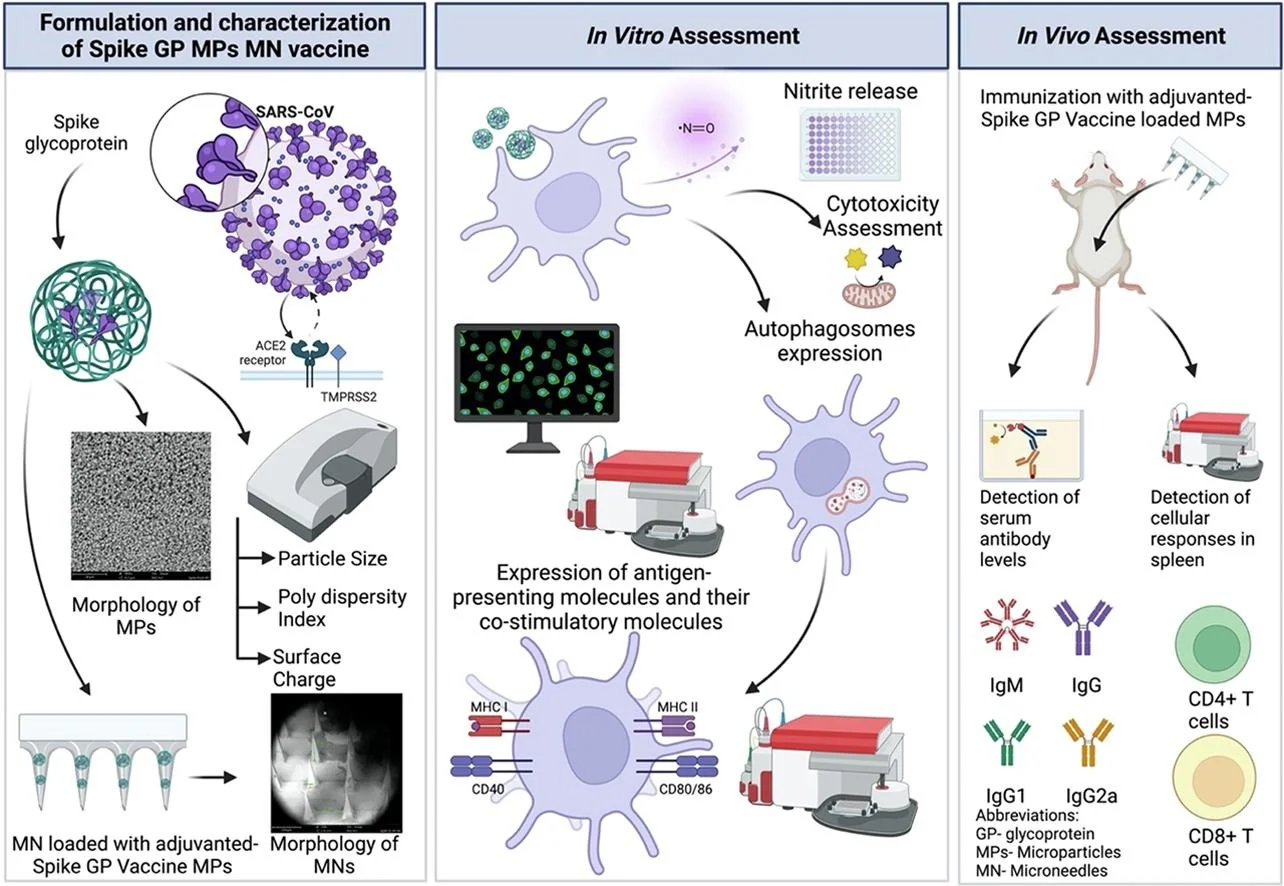 Formulation and characterization
of Spike GP MPs MN vaccine
Spike
glycoprotein
SARS-CoV
ACE2
receptor
TMPRSS2
Morphology of
MPs
Particle Size
Poly dispersity
Index
Surface
Charge
MN loaded with adjuvanted-
Spike GP Vaccine MPs
Morphology of
MNs
In Vitro Assessment
Nitrite release
·N=O
Cytotoxicity
Assessment
Autophagosomes
expression
Expression of antigen-
presenting molecules and their
co-stimulatory molecules
MHC I
MHC II
CD40
CD80/86
In Vivo Assessment
Immunization with adjuvanted-
Spike GP Vaccine loaded MPs
Detection of
serum
antibody
levels
Detection of
cellular
responses in
spleen
IgM
IgG
IgG1
IgG2a
CD4+ T
cells
CD8+ T
cells
Abbreviations:
GP- glycoprotein
MPs- Microparticles
MN- Microneedles